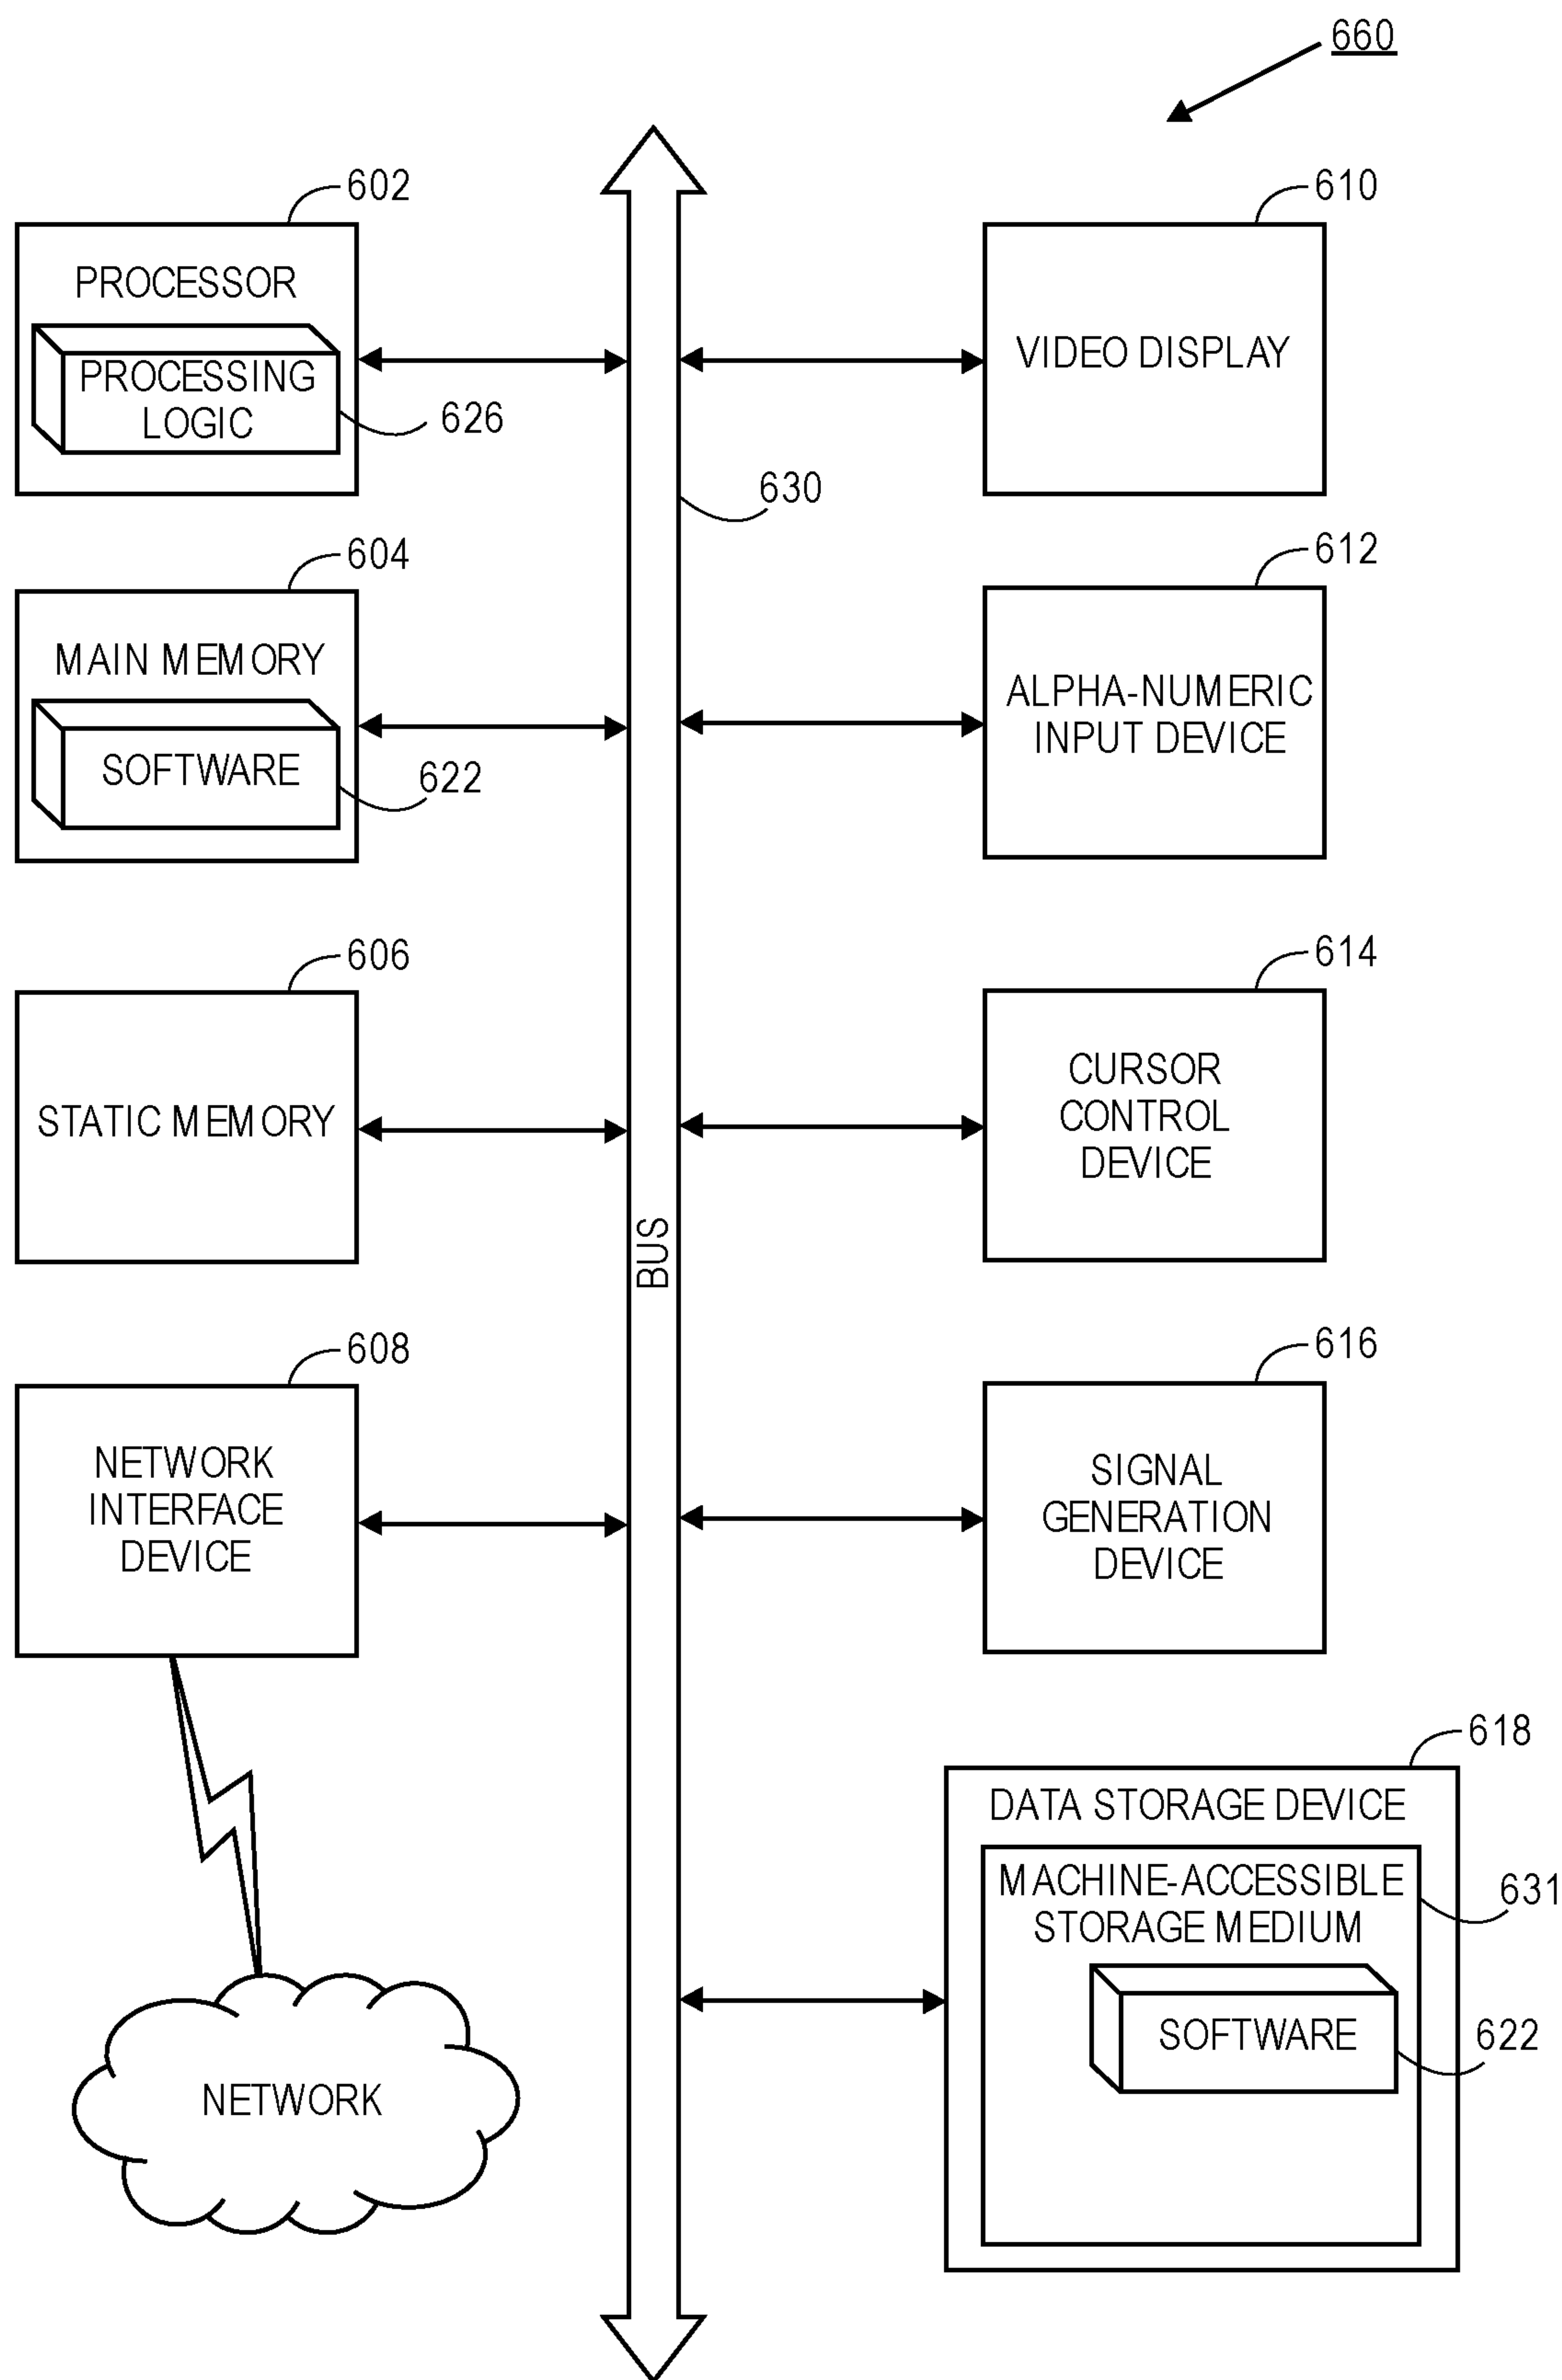 660
602
PROCESSOR
PROCESSING
LOGIC
626
604
MAIN MEMORY
SOFTWARE
622
606
STATIC MEMORY
608
NETWORK
INTERFACE
DEVICE
NETWORK
630
BUS
610
VIDEO DISPLAY
612
ALPHA-NUMERIC
INPUT DEVICE
614
CURSOR
CONTROL
DEVICE
616
SIGNAL
GENERATION
DEVICE
618
DATA STORAGE DEVICE
MACHINE-ACCESSIBLE
STORAGE MEDIUM
631
SOFTWARE
622